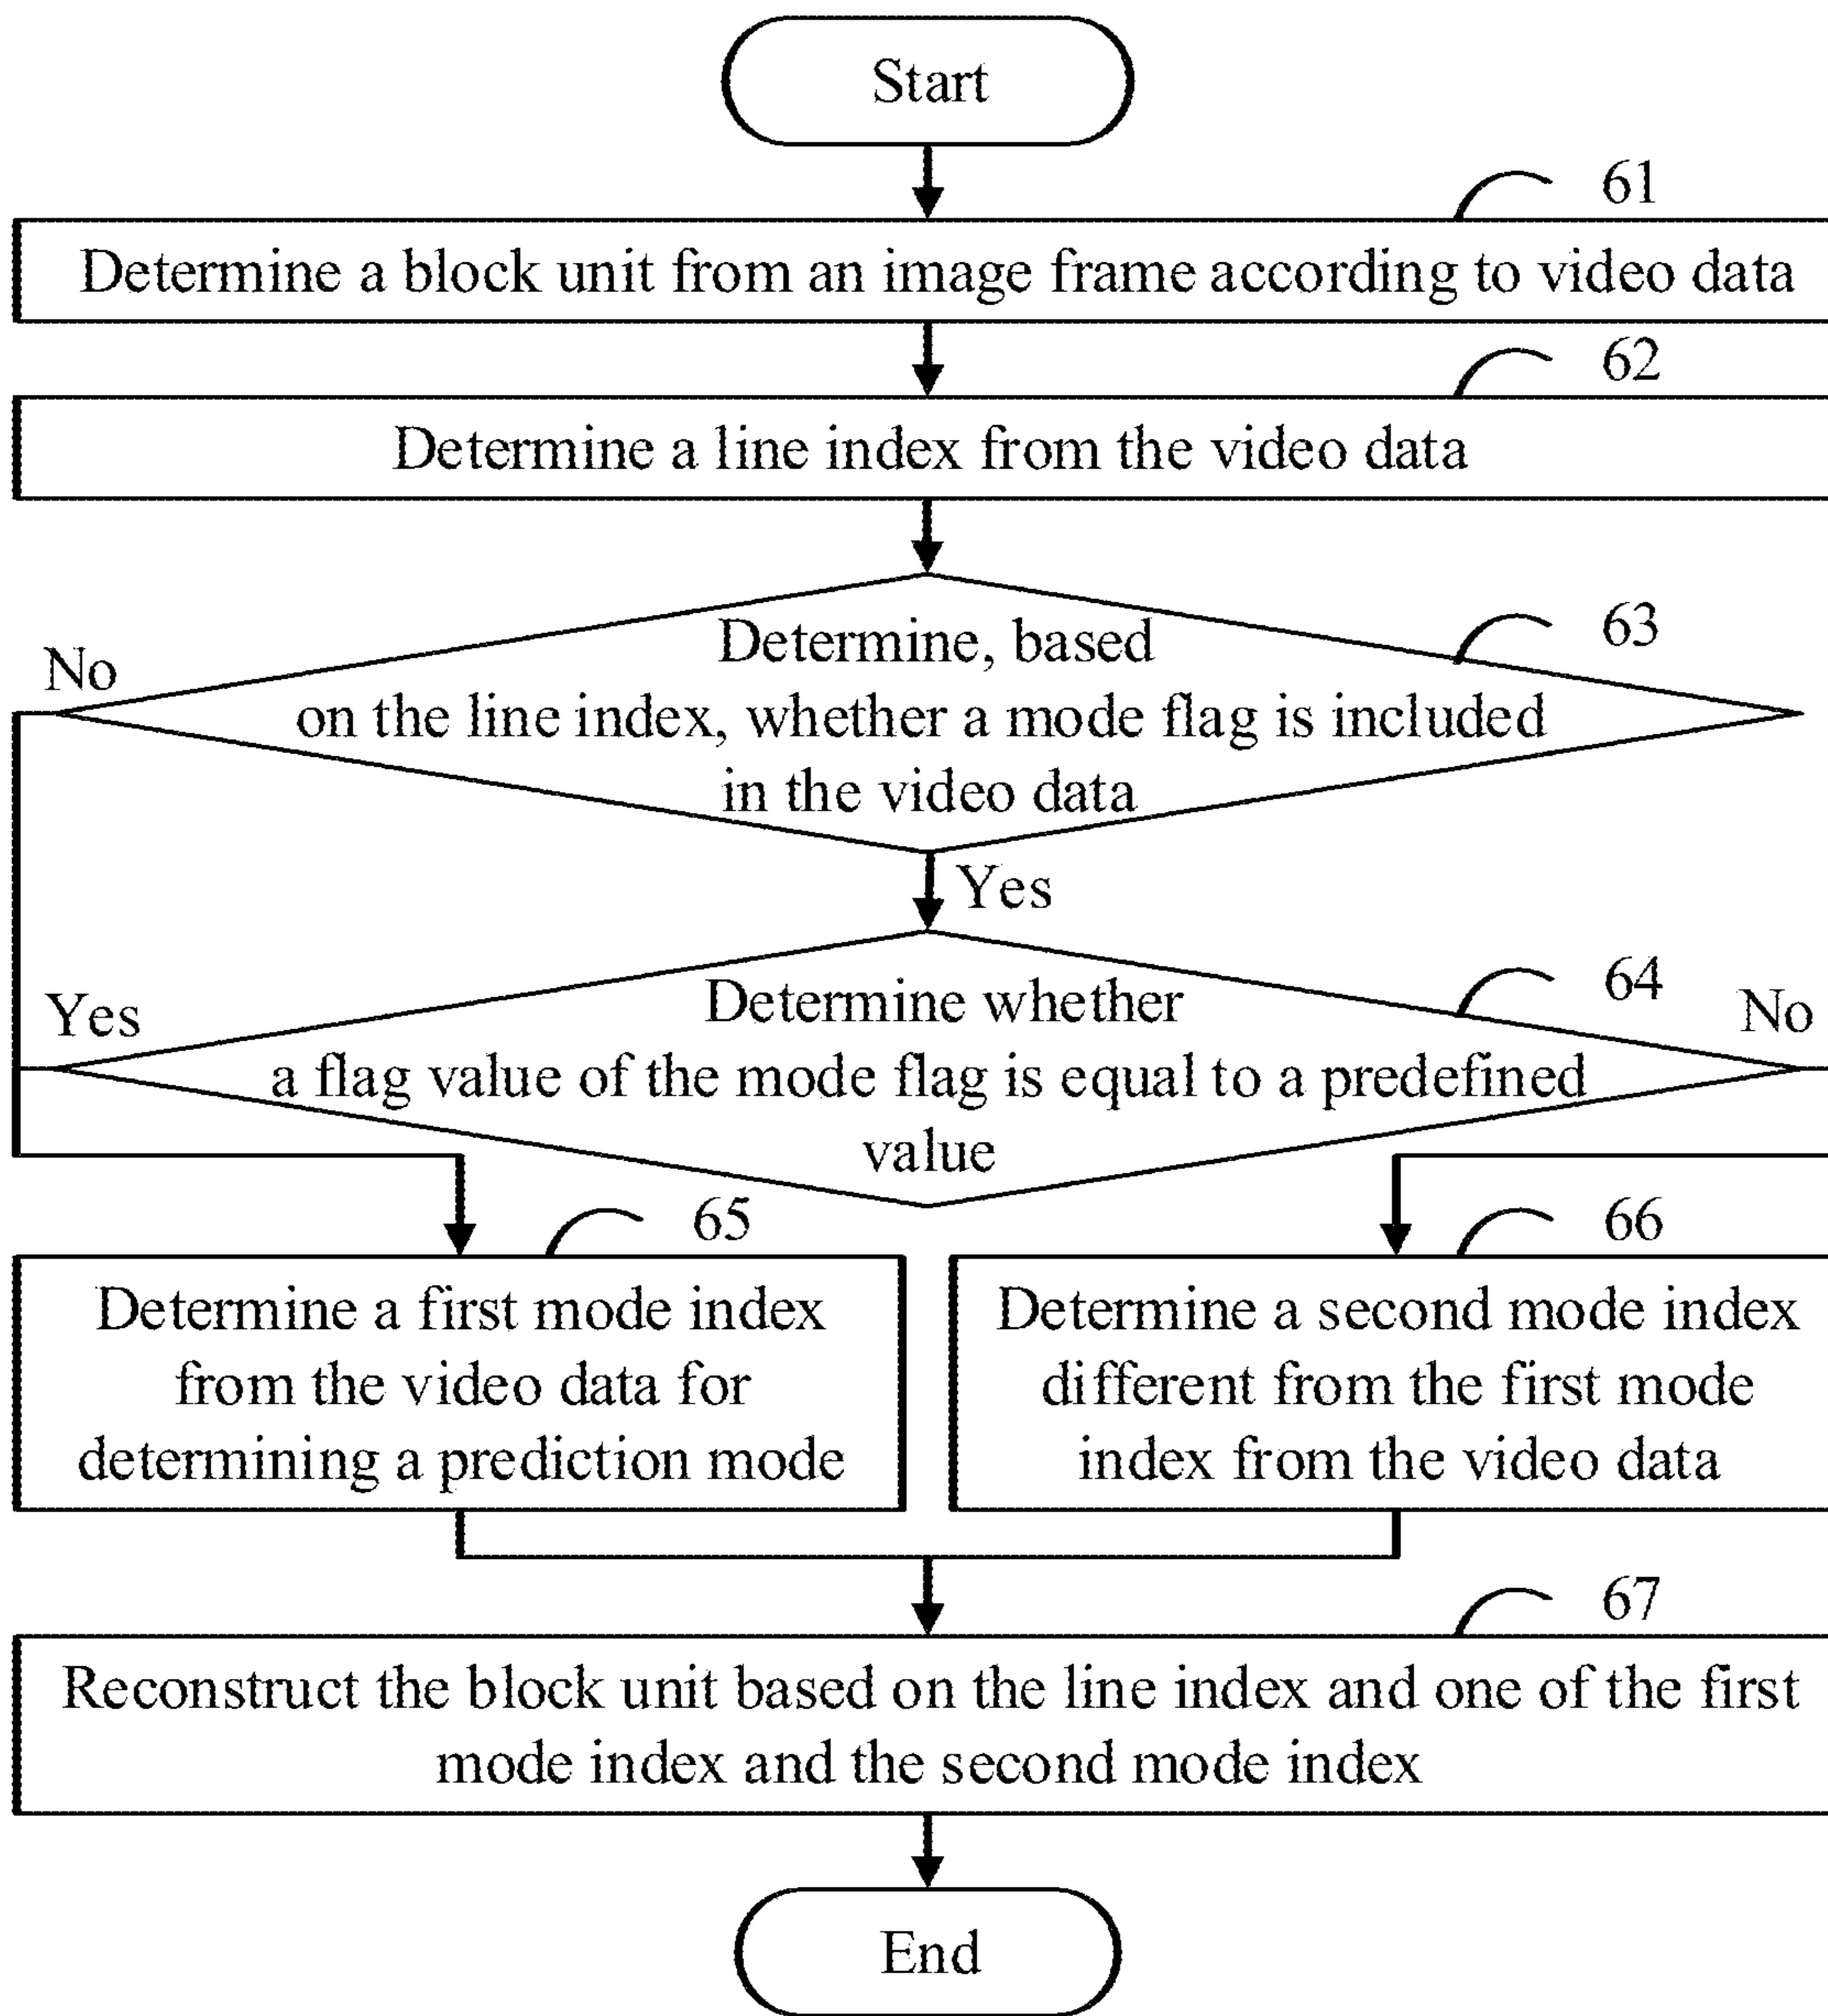 Start
61
Determine a block unit from an image frame according to video data
62
Determine a line index from the video data
63
No
Determine, based
on the line index, whether a mode flag is included
in the video data
Yes
64
Yes
No
Determine whether
a flag value of the mode flag is equal to a predefined
value
65
Determine a first mode index
from the video data for
determining a prediction mode
66
Determine a second mode index
different from the first mode
index from the video data
67
Reconstruct the block unit based on the line index and one of the first
mode index and the second mode index
End